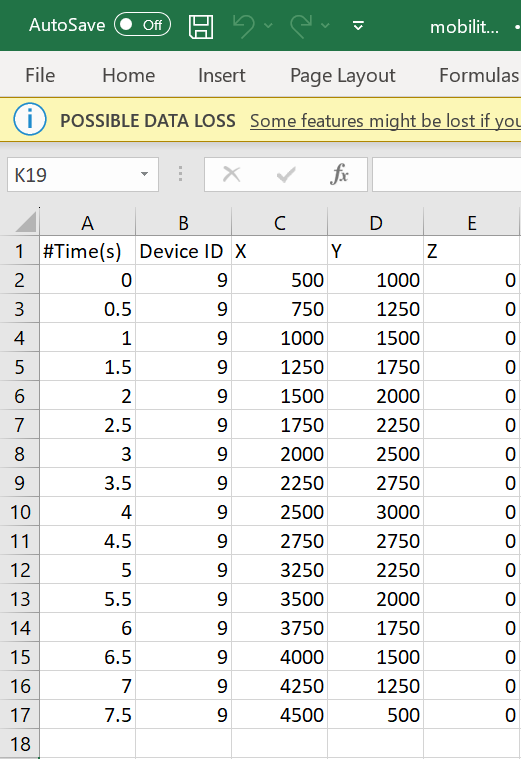 AutoSave Off mobilit... •
File Home Insert Page Layout Formulas
POSSIBLE DATA LOSS Some features might be lost if you
K19 fx
A B C D E
1 #Time(s) Device ID X Y Z
2 0 9 500 1000 0
3 0.5 9 750 1250 0
4 1 9 1000 1500 0
5 1.5 9 1250 1750 0
6 2 9 1500 2000 0
7 2.5 9 1750 2250 0
8 3 9 2000 2500 0
9 3.5 9 2250 2750 0
10 4 9 2500 3000 0
11 4.5 9 2750 2750 0
12 5 9 3250 2250 0
13 5.5 9 3500 2000 0
14 6 9 3750 1750 0
15 6.5 9 4000 1500 0
16 7 9 4250 1250 0
17 7.5 9 4500 500 0
18